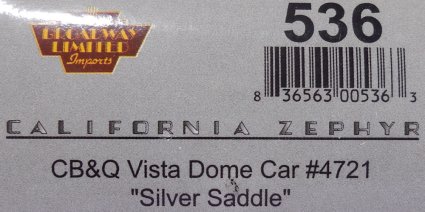 BROADWAY
LIMITED
Imports
536
8 36563 00536 3
CALIFORNIA ZEPHYR
CB&Q Vista Dome Car #4721
"Silver Saddle"